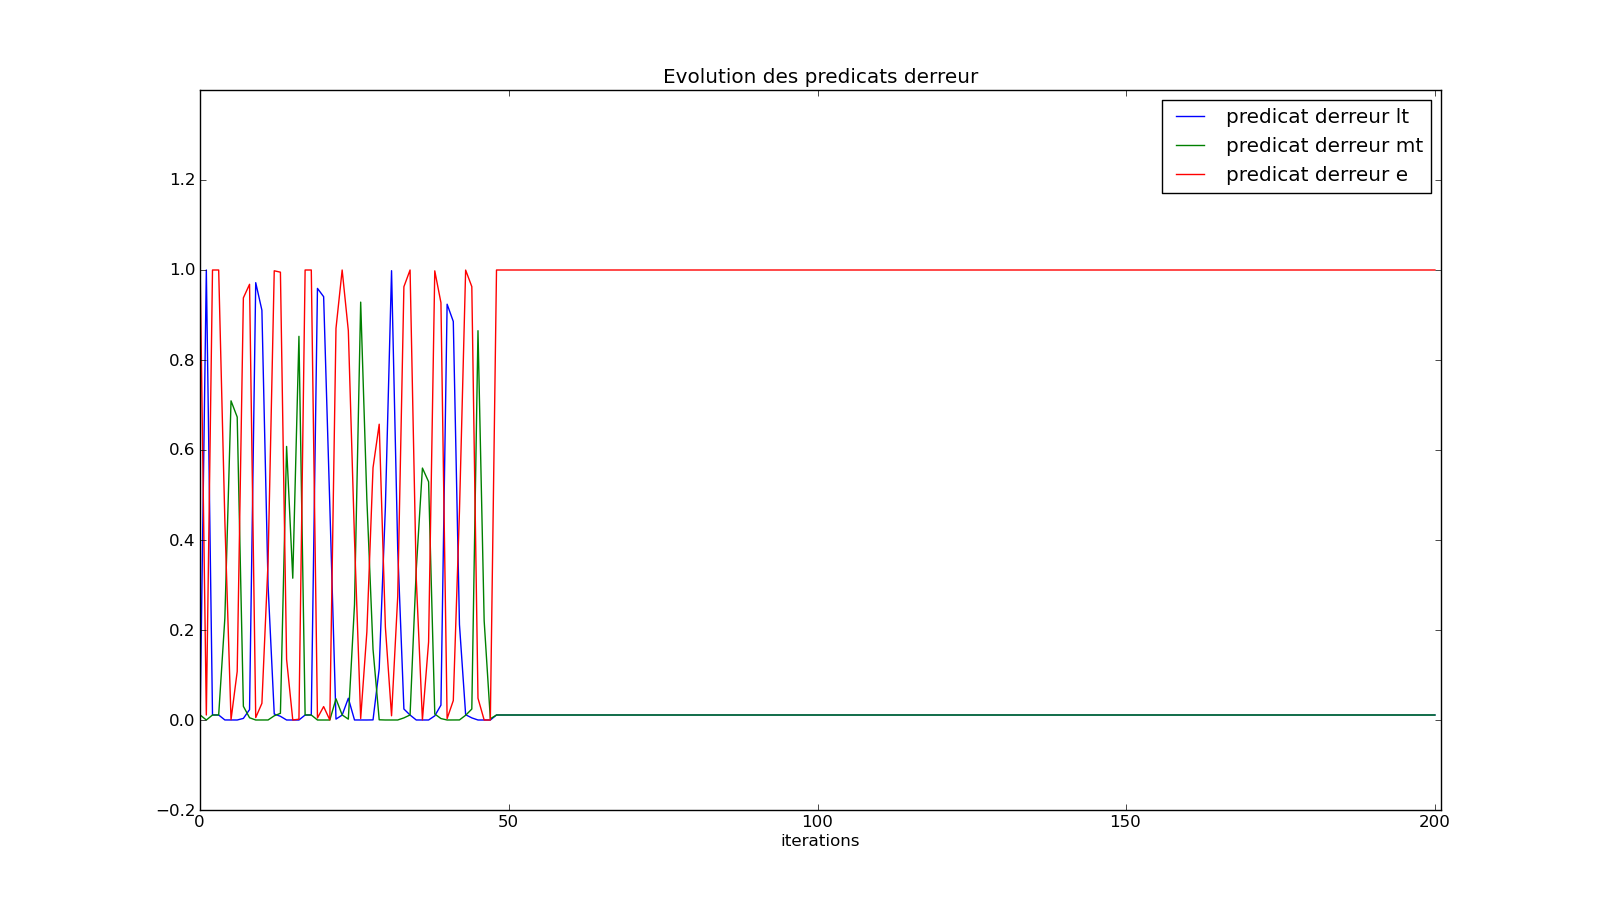 Evolution des predicats derreur
predicat derreur lt
predicat derreur mt
predicat derreur e
1.2
1.0
0.8
0.6
0.4
0.2
0.0
−0.2
0 50 100 150 200
iterations